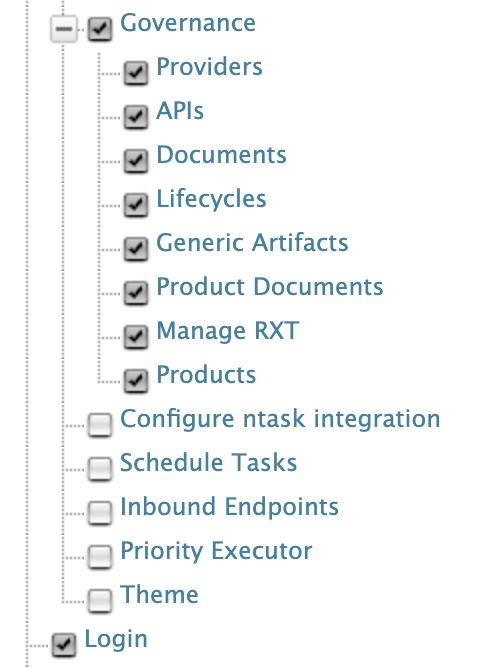 Governance
Providers
APIs
Documents
Lifecycles
Generic Artifacts
Product Documents
Manage RXT
Products
Configure ntask integration
Schedule Tasks
Inbound Endpoints
Priority Executor
Theme
Login